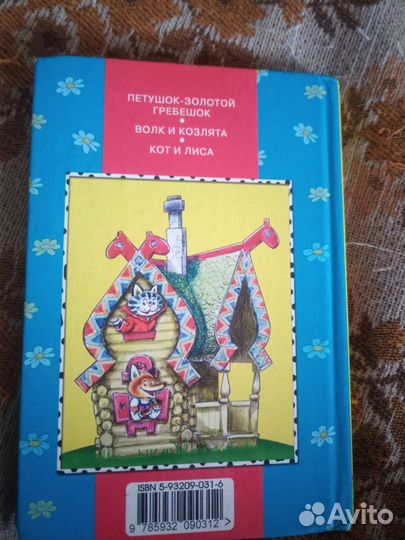 ПЕТУШОК-ЗОЛОТОЙ
ГРЕБЕШОК
•
ВОЛК И КОЗЛЯТА
•
КОТ И ЛИСА
ISBN 5-93209-031-6
9 785932 090312 >
Avito